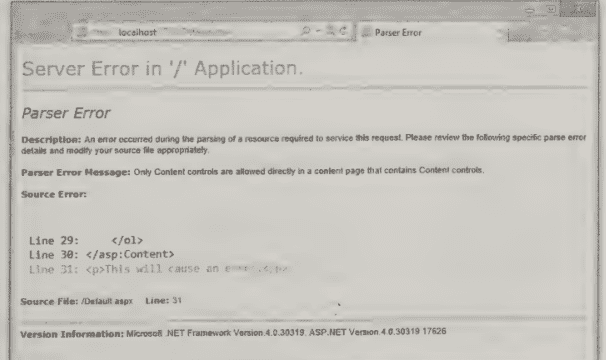 localhost
Parser Error
Server Error in '/' Application.
Parser Error
Description: An error occurred during the parsing of a resource required to service this request. Please review the following specific parse error
details and modify your source file appropriately.
Parser Error Message: Only Content controls are allowed directly in a content page that contains Content controls.
Source Error:
Line 29: </ol>
Line 30: </asp:Content>
Line 31: <p>This will cause an error.</p>
Source File: /Default.aspx Line: 31
Version Information: Microsoft .NET Framework Version:4.0.30319. ASP.NET Version:4.0.30319.17626